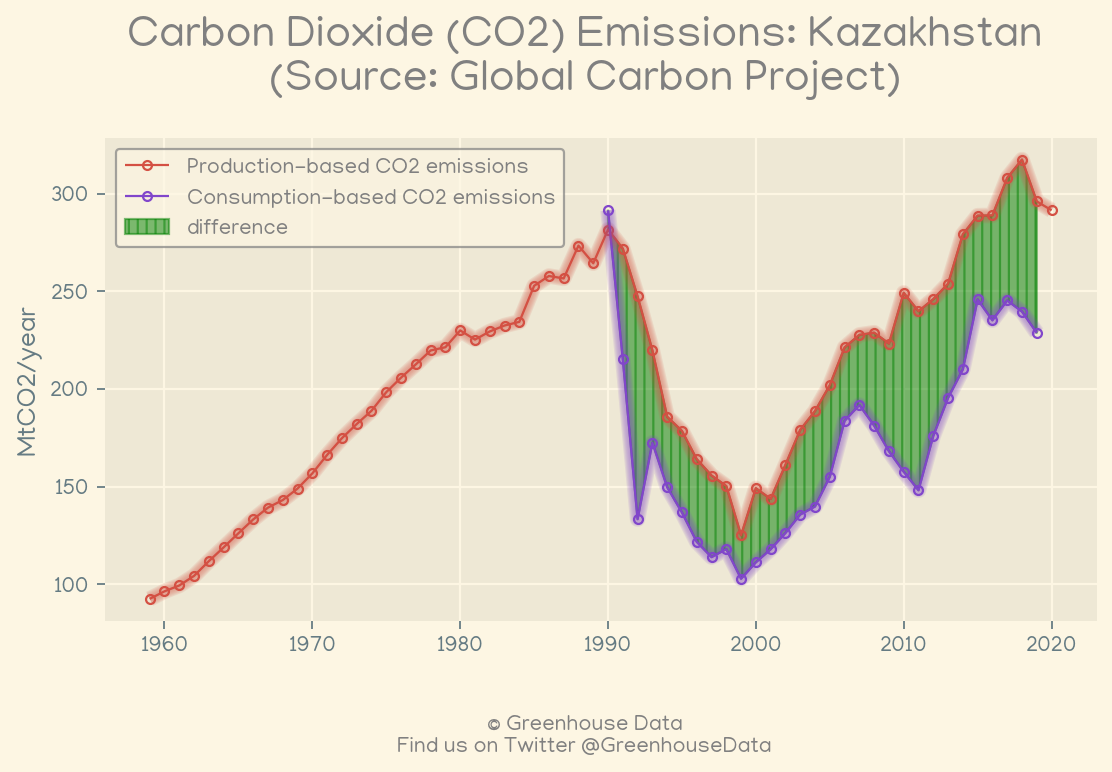 Carbon Dioxide (CO2) Emissions: Kazakhstan
(Source: Global Carbon Project)
Production-based CO2 emissions
Consumption-based CO2 emissions
difference
MtCO2/year
300
250
200
150
100
1960 1970 1980 1990 2000 2010 2020
© Greenhouse Data
Find us on Twitter @GreenhouseData